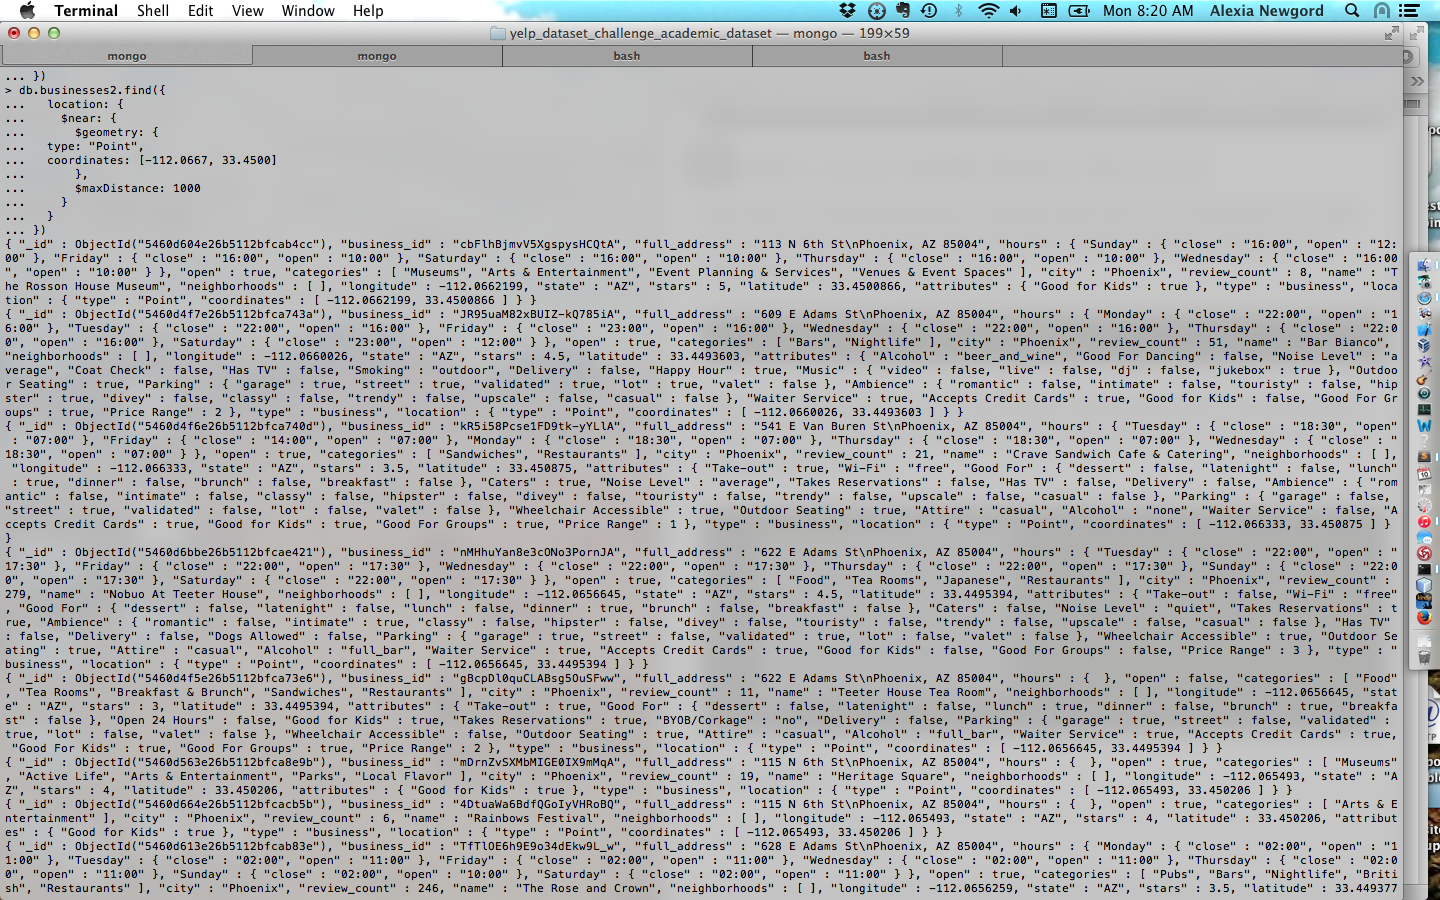 Terminal Shell Edit View Window Help Mon 8:20 AM Alexia Newgord
yelp_dataset_challenge_academic_dataset — mongo — 199×59
mongo mongo bash bash
... })
> db.businesses2.find({
...   location: {
...     $near: {
...       $geometry: {
...   type: "Point",
...   coordinates: [-112.0667, 33.4500]
...       },
...       $maxDistance: 1000
...     }
...   }
... })
{ "_id" : ObjectId("5460d604e26b5112bfcab4cc"), "business_id" : "cbFlhBjmvV5XgspysHCQtA", "full_address" : "113 N 6th St\nPhoenix, AZ 85004", "hours" : { "Sunday" : { "close" : "16:00", "open" : "12:
00" }, "Friday" : { "close" : "16:00", "open" : "10:00" }, "Saturday" : { "close" : "16:00", "open" : "10:00" }, "Thursday" : { "close" : "16:00", "open" : "10:00" }, "Wednesday" : { "close" : "16:00
", "open" : "10:00" } }, "open" : true, "categories" : [ "Museums", "Arts & Entertainment", "Event Planning & Services", "Venues & Event Spaces" ], "city" : "Phoenix", "review_count" : 8, "name" : "T
he Rosson House Museum", "neighborhoods" : [ ], "longitude" : -112.0662199, "state" : "AZ", "stars" : 5, "latitude" : 33.4500866, "attributes" : { "Good for Kids" : true }, "type" : "business", "loca
tion" : { "type" : "Point", "coordinates" : [ -112.0662199, 33.4500866 ] } }
{ "_id" : ObjectId("5460d4f7e26b5112bfca743a"), "business_id" : "JR95uaM82xBUIZ-kQ785iA", "full_address" : "609 E Adams St\nPhoenix, AZ 85004", "hours" : { "Monday" : { "close" : "22:00", "open" : "1
6:00" }, "Tuesday" : { "close" : "22:00", "open" : "16:00" }, "Friday" : { "close" : "23:00", "open" : "16:00" }, "Wednesday" : { "close" : "22:00", "open" : "16:00" }, "Thursday" : { "close" : "22:0
0", "open" : "16:00" }, "Saturday" : { "close" : "23:00", "open" : "12:00" } }, "open" : true, "categories" : [ "Bars", "Nightlife" ], "city" : "Phoenix", "review_count" : 51, "name" : "Bar Bianco",
"neighborhoods" : [ ], "longitude" : -112.0660026, "state" : "AZ", "stars" : 4.5, "latitude" : 33.4493603, "attributes" : { "Alcohol" : "beer_and_wine", "Good For Dancing" : false, "Noise Level" : "a
verage", "Coat Check" : false, "Has TV" : false, "Smoking" : "outdoor", "Delivery" : false, "Happy Hour" : true, "Music" : { "video" : false, "live" : false, "dj" : false, "jukebox" : true }, "Outdoo
r Seating" : true, "Parking" : { "garage" : true, "street" : true, "validated" : true, "lot" : true, "valet" : false }, "Ambience" : { "romantic" : false, "intimate" : false, "touristy" : false, "hip
ster" : true, "divey" : false, "classy" : false, "trendy" : false, "upscale" : false, "casual" : false }, "Waiter Service" : true, "Accepts Credit Cards" : true, "Good for Kids" : false, "Good For Gr
oups" : true, "Price Range" : 2 }, "type" : "business", "location" : { "type" : "Point", "coordinates" : [ -112.0660026, 33.4493603 ] } }
{ "_id" : ObjectId("5460d4f6e26b5112bfca740d"), "business_id" : "kR5i58Pcse1FD9tk-yYLlA", "full_address" : "541 E Van Buren St\nPhoenix, AZ 85004", "hours" : { "Tuesday" : { "close" : "18:30", "open"
 : "07:00" }, "Friday" : { "close" : "14:00", "open" : "07:00" }, "Monday" : { "close" : "18:30", "open" : "07:00" }, "Thursday" : { "close" : "18:30", "open" : "07:00" }, "Wednesday" : { "close" : "
18:30", "open" : "07:00" } }, "open" : true, "categories" : [ "Sandwiches", "Restaurants" ], "city" : "Phoenix", "review_count" : 21, "name" : "Crave Sandwich Cafe & Catering", "neighborhoods" : [ ],
 "longitude" : -112.066333, "state" : "AZ", "stars" : 3.5, "latitude" : 33.450875, "attributes" : { "Take-out" : true, "Wi-Fi" : "free", "Good For" : { "dessert" : false, "latenight" : false, "lunch"
 : true, "dinner" : false, "brunch" : false, "breakfast" : false }, "Caters" : true, "Noise Level" : "average", "Takes Reservations" : false, "Has TV" : false, "Delivery" : false, "Ambience" : { "rom
antic" : false, "intimate" : false, "classy" : false, "hipster" : false, "divey" : false, "touristy" : false, "trendy" : false, "upscale" : false, "casual" : false }, "Parking" : { "garage" : false,
"street" : true, "validated" : false, "lot" : false, "valet" : false }, "Wheelchair Accessible" : true, "Outdoor Seating" : true, "Attire" : "casual", "Alcohol" : "none", "Waiter Service" : false, "A
ccepts Credit Cards" : true, "Good for Kids" : true, "Good For Groups" : true, "Price Range" : 1 }, "type" : "business", "location" : { "type" : "Point", "coordinates" : [ -112.066333, 33.450875 ] }
}
{ "_id" : ObjectId("5460d6bbe26b5112bfcae421"), "business_id" : "nMHhuYan8e3cONo3PornJA", "full_address" : "622 E Adams St\nPhoenix, AZ 85004", "hours" : { "Tuesday" : { "close" : "22:00", "open" : "
17:30" }, "Friday" : { "close" : "22:00", "open" : "17:30" }, "Wednesday" : { "close" : "22:00", "open" : "17:30" }, "Thursday" : { "close" : "22:00", "open" : "17:30" }, "Sunday" : { "close" : "22:0
0", "open" : "17:30" }, "Saturday" : { "close" : "22:00", "open" : "17:30" } }, "open" : true, "categories" : [ "Food", "Tea Rooms", "Japanese", "Restaurants" ], "city" : "Phoenix", "review_count" :
279, "name" : "Nobuo At Teeter House", "neighborhoods" : [ ], "longitude" : -112.0656645, "state" : "AZ", "stars" : 4.5, "latitude" : 33.4495394, "attributes" : { "Take-out" : false, "Wi-Fi" : "free"
, "Good For" : { "dessert" : false, "latenight" : false, "lunch" : false, "dinner" : true, "brunch" : false, "breakfast" : false }, "Caters" : false, "Noise Level" : "quiet", "Takes Reservations" : t
rue, "Ambience" : { "romantic" : false, "intimate" : true, "classy" : false, "hipster" : false, "divey" : false, "touristy" : false, "trendy" : false, "upscale" : false, "casual" : false }, "Has TV"
 : false, "Delivery" : false, "Dogs Allowed" : false, "Parking" : { "garage" : true, "street" : false, "validated" : true, "lot" : false, "valet" : false }, "Wheelchair Accessible" : true, "Outdoor Se
ating" : true, "Attire" : "casual", "Alcohol" : "full_bar", "Waiter Service" : true, "Accepts Credit Cards" : true, "Good for Kids" : false, "Good For Groups" : false, "Price Range" : 3 }, "type" : "
business", "location" : { "type" : "Point", "coordinates" : [ -112.0656645, 33.4495394 ] } }
{ "_id" : ObjectId("5460d4f5e26b5112bfca73e6"), "business_id" : "gBcpDl0quCLABsg5OuSFww", "full_address" : "622 E Adams St\nPhoenix, AZ 85004", "hours" : {  }, "open" : false, "categories" : [ "Food"
, "Tea Rooms", "Breakfast & Brunch", "Sandwiches", "Restaurants" ], "city" : "Phoenix", "review_count" : 11, "name" : "Teeter House Tea Room", "neighborhoods" : [ ], "longitude" : -112.0656645, "stat
e" : "AZ", "stars" : 3, "latitude" : 33.4495394, "attributes" : { "Take-out" : true, "Good For" : { "dessert" : false, "latenight" : false, "lunch" : true, "dinner" : false, "brunch" : true, "breakfa
st" : false }, "Open 24 Hours" : false, "Good for Kids" : true, "Takes Reservations" : true, "BYOB/Corkage" : "no", "Delivery" : false, "Parking" : { "garage" : true, "street" : false, "validated" :
true, "lot" : false, "valet" : false }, "Wheelchair Accessible" : false, "Outdoor Seating" : true, "Attire" : "casual", "Alcohol" : "full_bar", "Waiter Service" : true, "Accepts Credit Cards" : true,
 "Good For Kids" : true, "Good For Groups" : true, "Price Range" : 2 }, "type" : "business", "location" : { "type" : "Point", "coordinates" : [ -112.0656645, 33.4495394 ] } }
{ "_id" : ObjectId("5460d563e26b5112bfca8e9b"), "business_id" : "mDrnZvSXMbMIGE0IX9mMqA", "full_address" : "115 N 6th St\nPhoenix, AZ 85004", "hours" : {  }, "open" : true, "categories" : [ "Museums"
, "Active Life", "Arts & Entertainment", "Parks", "Local Flavor" ], "city" : "Phoenix", "review_count" : 19, "name" : "Heritage Square", "neighborhoods" : [ ], "longitude" : -112.065493, "state" : "A
Z", "stars" : 4, "latitude" : 33.450206, "attributes" : { "Good for Kids" : true }, "type" : "business", "location" : { "type" : "Point", "coordinates" : [ -112.065493, 33.450206 ] } }
{ "_id" : ObjectId("5460d664e26b5112bfcacb5b"), "business_id" : "4DtuaWa6BdfQGoIyVHRoBQ", "full_address" : "115 N 6th St\nPhoenix, AZ 85004", "hours" : {  }, "open" : true, "categories" : [ "Arts & E
ntertainment" ], "city" : "Phoenix", "review_count" : 6, "name" : "Rainbows Festival", "neighborhoods" : [ ], "longitude" : -112.065493, "state" : "AZ", "stars" : 4, "latitude" : 33.450206, "attribut
es" : { "Good for Kids" : true }, "type" : "business", "location" : { "type" : "Point", "coordinates" : [ -112.065493, 33.450206 ] } }
{ "_id" : ObjectId("5460d613e26b5112bfcab83e"), "business_id" : "TfTlOE6h9E9o34dEkw9L_w", "full_address" : "628 E Adams St\nPhoenix, AZ 85004", "hours" : { "Monday" : { "close" : "02:00", "open" : "1
1:00" }, "Tuesday" : { "close" : "02:00", "open" : "11:00" }, "Friday" : { "close" : "02:00", "open" : "11:00" }, "Wednesday" : { "close" : "02:00", "open" : "11:00" }, "Thursday" : { "close" : "02:0
0", "open" : "11:00" }, "Sunday" : { "close" : "02:00", "open" : "10:00" }, "Saturday" : { "close" : "02:00", "open" : "11:00" } }, "open" : true, "categories" : [ "Pubs", "Bars", "Nightlife", "Briti
sh", "Restaurants" ], "city" : "Phoenix", "review_count" : 246, "name" : "The Rose and Crown", "neighborhoods" : [ ], "longitude" : -112.0656259, "state" : "AZ", "stars" : 3.5, "latitude" : 33.449377